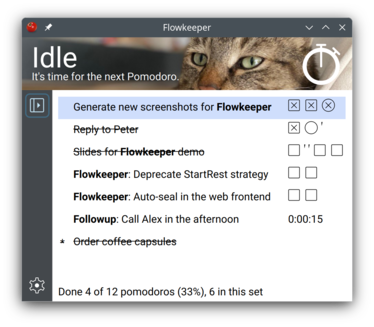 Flowkeeper
Idle
It's time for the next Pomodoro.
Generate new screenshots for Flowkeeper
Reply to Peter '
Slides for Flowkeeper demo ' '
Flowkeeper: Deprecate StartRest strategy
Flowkeeper: Auto-seal in the web frontend
Followup: Call Alex in the afternoon 0:00:15
* Order coffee capsules
Done 4 of 12 pomodoros (33%), 6 in this set